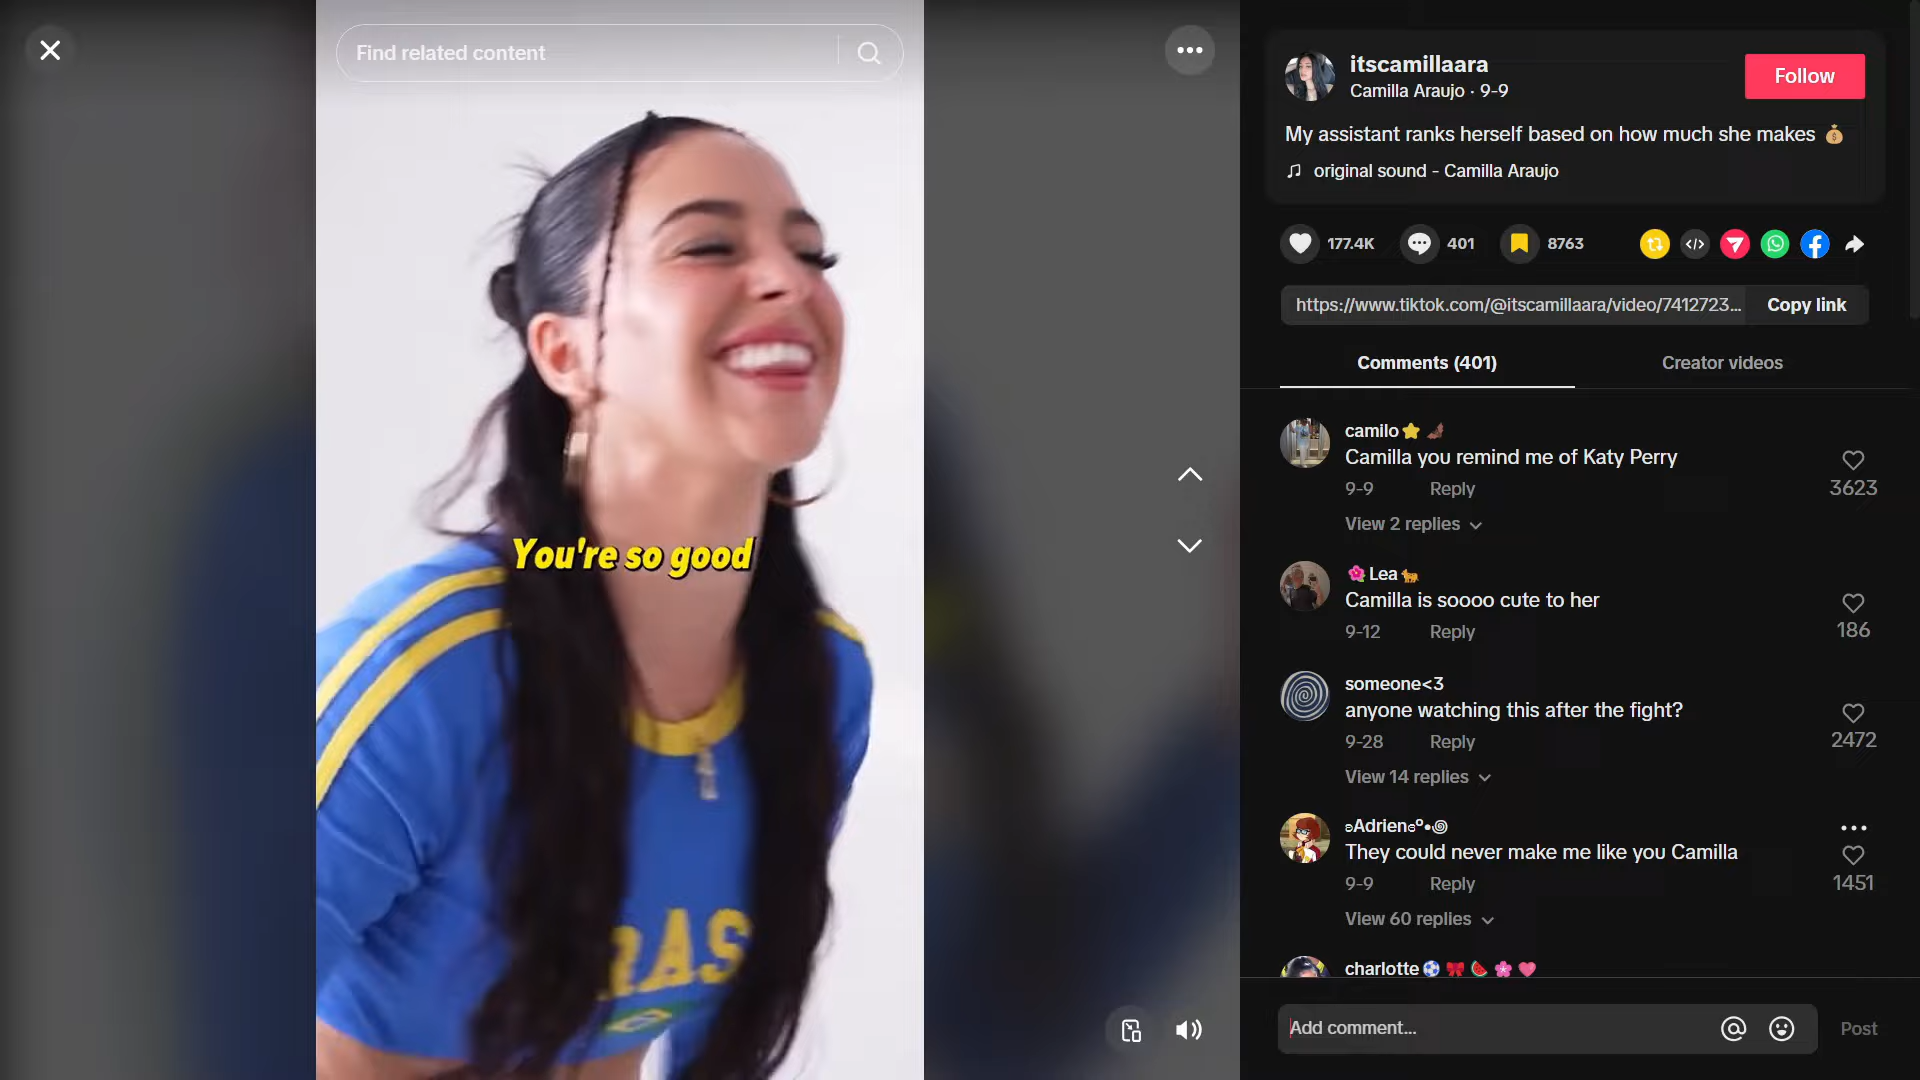 Find related content
You're so good
RAS
itscamillaara
Camilla Araujo · 9-9
Follow
My assistant ranks herself based on how much she makes 💰
original sound - Camilla Araujo
177.4K
401
8763
https://www.tiktok.com/@itscamillaara/video/7412723...
Copy link
Comments (401)
Creator videos
camilo⭐🦇
Camilla you remind me of Katy Perry
9-9 Reply
3623
View 2 replies
🌺Lea🐆
Camilla is soooo cute to her
9-12 Reply
186
someone<3
anyone watching this after the fight?
9-28 Reply
2472
View 14 replies
ʚAdrienɞº•꩜
They could never make me like you Camilla
9-9 Reply
1451
View 60 replies
charlotte⚽🎀🍉🌸💗
Add comment...
Post